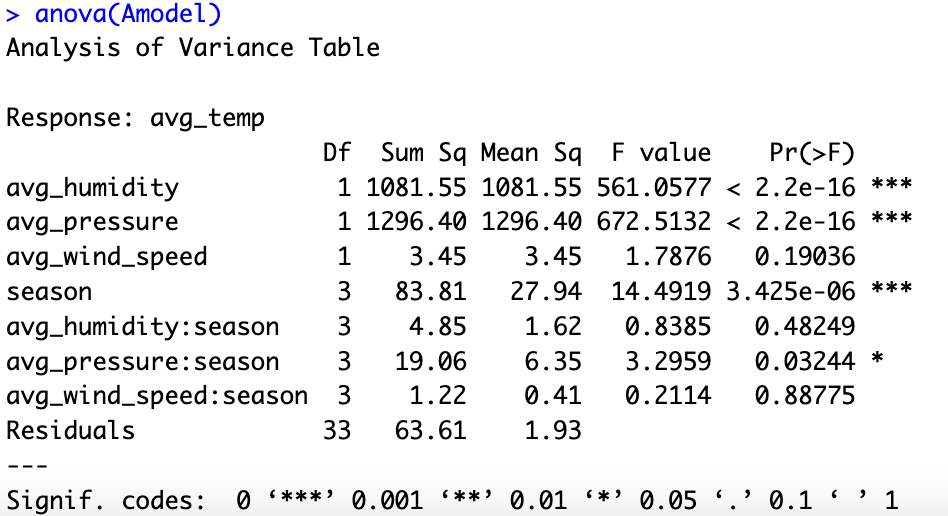 > anova(Amodel)
Analysis of Variance Table
Response: avg_temp
                    Df  Sum Sq Mean Sq  F value    Pr(>F)
avg_humidity         1 1081.55 1081.55 561.0577 < 2.2e-16 ***
avg_pressure         1 1296.40 1296.40 672.5132 < 2.2e-16 ***
avg_wind_speed       1    3.45    3.45   1.7876   0.19036
season               3   83.81   27.94  14.4919 3.425e-06 ***
avg_humidity:season  3    4.85    1.62   0.8385   0.48249
avg_pressure:season  3   19.06    6.35   3.2959   0.03244 *
avg_wind_speed:season 3    1.22    0.41   0.2114   0.88775
Residuals           33   63.61    1.93
---
Signif. codes:  0 ‘***’ 0.001 ‘**’ 0.01 ‘*’ 0.05 ‘.’ 0.1 ‘ ’ 1